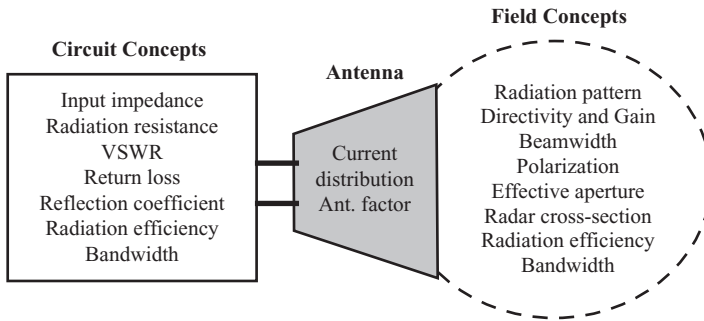 Circuit Concepts
Input impedance
Radiation resistance
VSWR
Return loss
Reflection coefficient
Radiation efficiency
Bandwidth
Antenna
Current
distribution
Ant. factor
Field Concepts
Radiation pattern
Directivity and Gain
Beamwidth
Polarization
Effective aperture
Radar cross-section
Radiation efficiency
Bandwidth